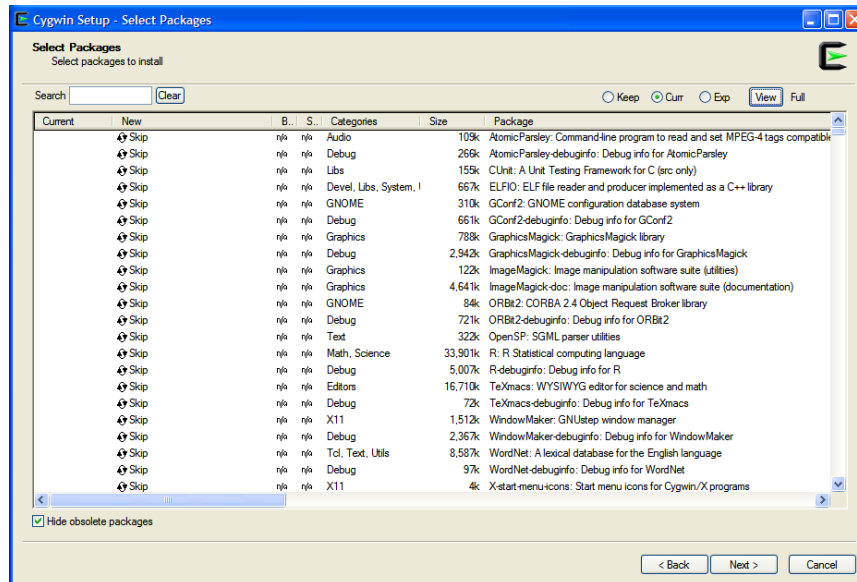 Cygwin Setup - Select Packages
Select Packages
Select packages to install
Search Clear Keep Curr Exp View Full
Current New B.. S.. Categories Size Package
Skip n/a n/a Audio 109k AtomicParsley: Command-line program to read and set MPEG-4 tags compatible
Skip n/a n/a Debug 266k AtomicParsley-debuginfo: Debug info for AtomicParsley
Skip n/a n/a Libs 155k CUnit: A Unit Testing Framework for C (src only)
Skip n/a n/a Devel, Libs, System, 667k ELFIO: ELF file reader and producer implemented as a C++ library
Skip n/a n/a GNOME 310k GConf2: GNOME configuration database system
Skip n/a n/a Debug 661k GConf2-debuginfo: Debug info for GConf2
Skip n/a n/a Graphics 788k GraphicsMagick: GraphicsMagick library
Skip n/a n/a Debug 2,942k GraphicsMagick-debuginfo: Debug info for GraphicsMagick
Skip n/a n/a Graphics 122k ImageMagick: Image manipulation software suite (utilities)
Skip n/a n/a Graphics 4,641k ImageMagick-doc: Image manipulation software suite (documentation)
Skip n/a n/a GNOME 84k ORBit2: CORBA 2.4 Object Request Broker library
Skip n/a n/a Debug 721k ORBit2-debuginfo: Debug info for ORBit2
Skip n/a n/a Text 322k OpenSP: SGML parser utilities
Skip n/a n/a Math, Science 33,901k R: R Statistical computing language
Skip n/a n/a Debug 5,007k R-debuginfo: Debug info for R
Skip n/a n/a Editors 16,710k TeXmacs: WYSIWYG editor for science and math
Skip n/a n/a Debug 72k TeXmacs-debuginfo: Debug info for TeXmacs
Skip n/a n/a X11 1,512k WindowMaker: GNUstep window manager
Skip n/a n/a Debug 2,367k WindowMaker-debuginfo: Debug info for WindowMaker
Skip n/a n/a Tcl, Text, Utils 8,587k WordNet: A lexical database for the English language
Skip n/a n/a Debug 97k WordNet-debuginfo: Debug info for WordNet
Skip n/a n/a X11 4k X-start-menu-icons: Start menu icons for Cygwin/X programs
Hide obsolete packages
< Back Next > Cancel